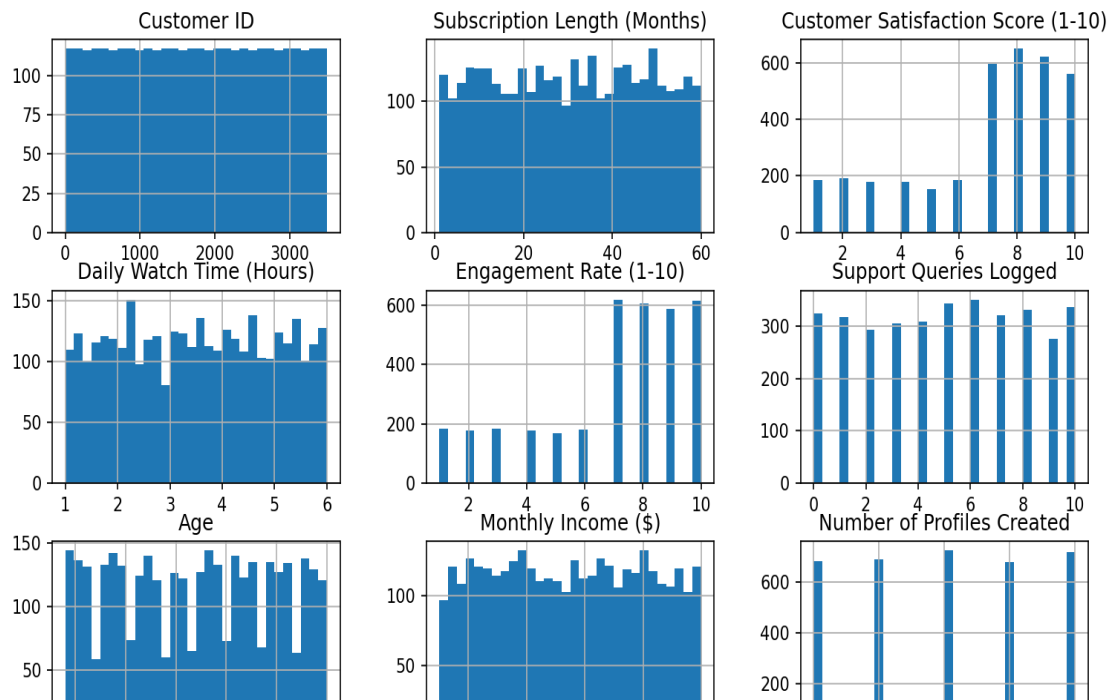 Customer ID
Subscription Length (Months)
Customer Satisfaction Score (1-10)
100
75
50
25
0
0 1000 2000 3000
100
50
0
0 20 40 60
600
400
200
0
2 4 6 8 10
Daily Watch Time (Hours)
Engagement Rate (1-10)
Support Queries Logged
150
100
50
0
1 2 3 4 5 6
600
400
200
0
2 4 6 8 10
300
200
100
0
0 2 4 6 8 10
Age
Monthly Income ($)
Number of Profiles Created
150
100
50
100
50
600
400
200